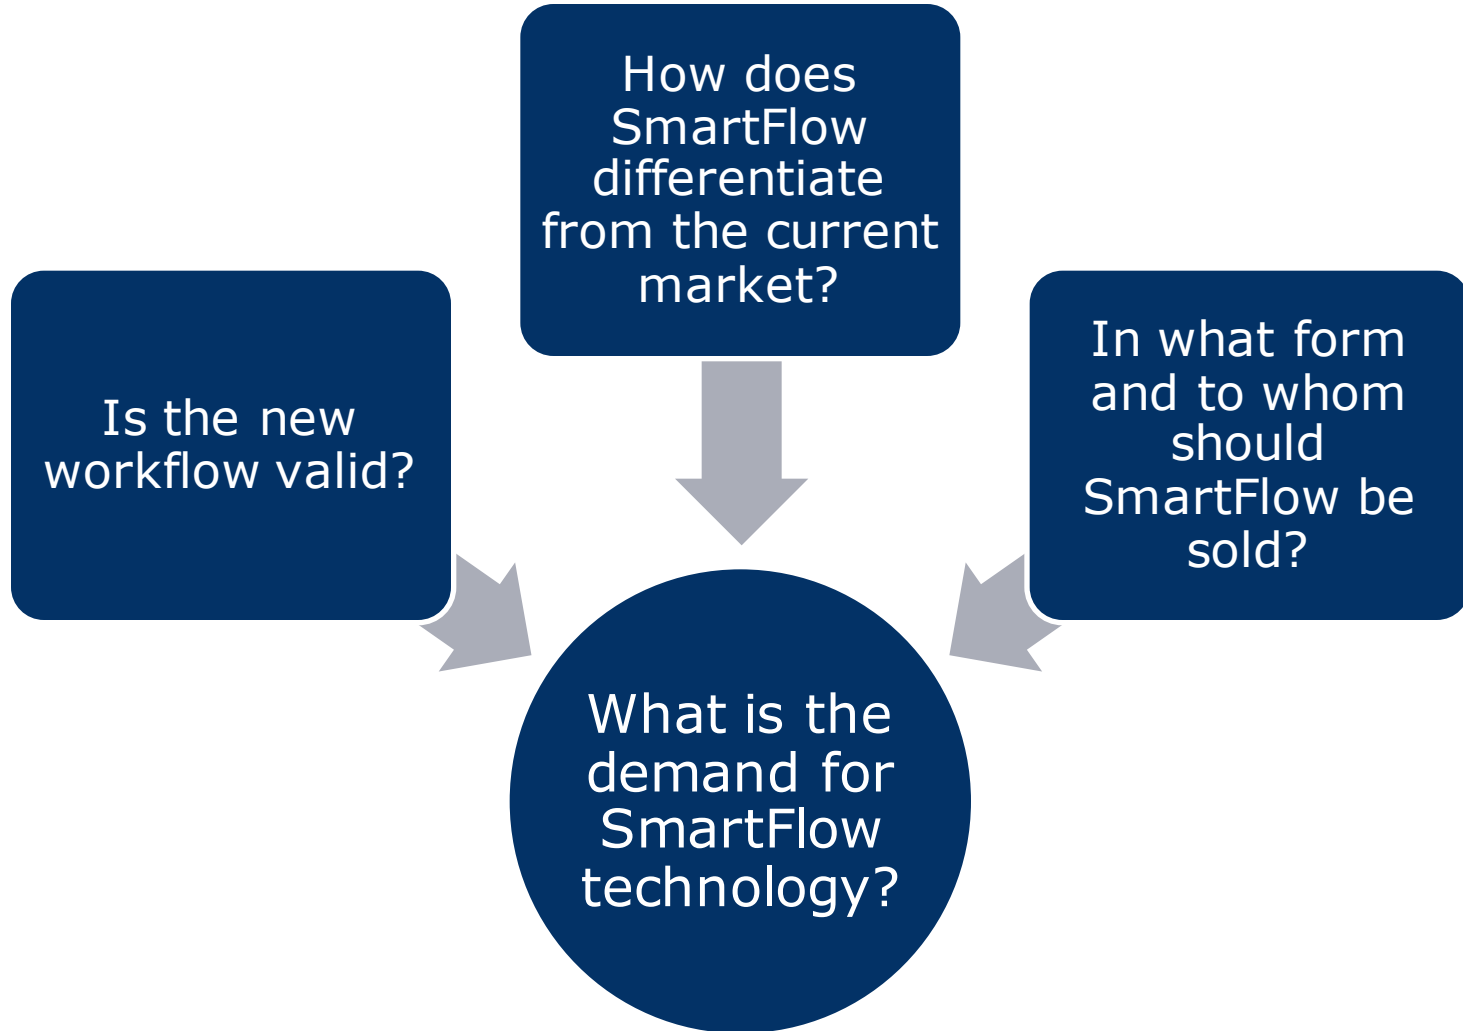 How does
SmartFlow
differentiate
from the current
market?
Is the new
workflow valid?
In what form
and to whom
should
SmartFlow be
sold?
What is the
demand for
SmartFlow
technology?